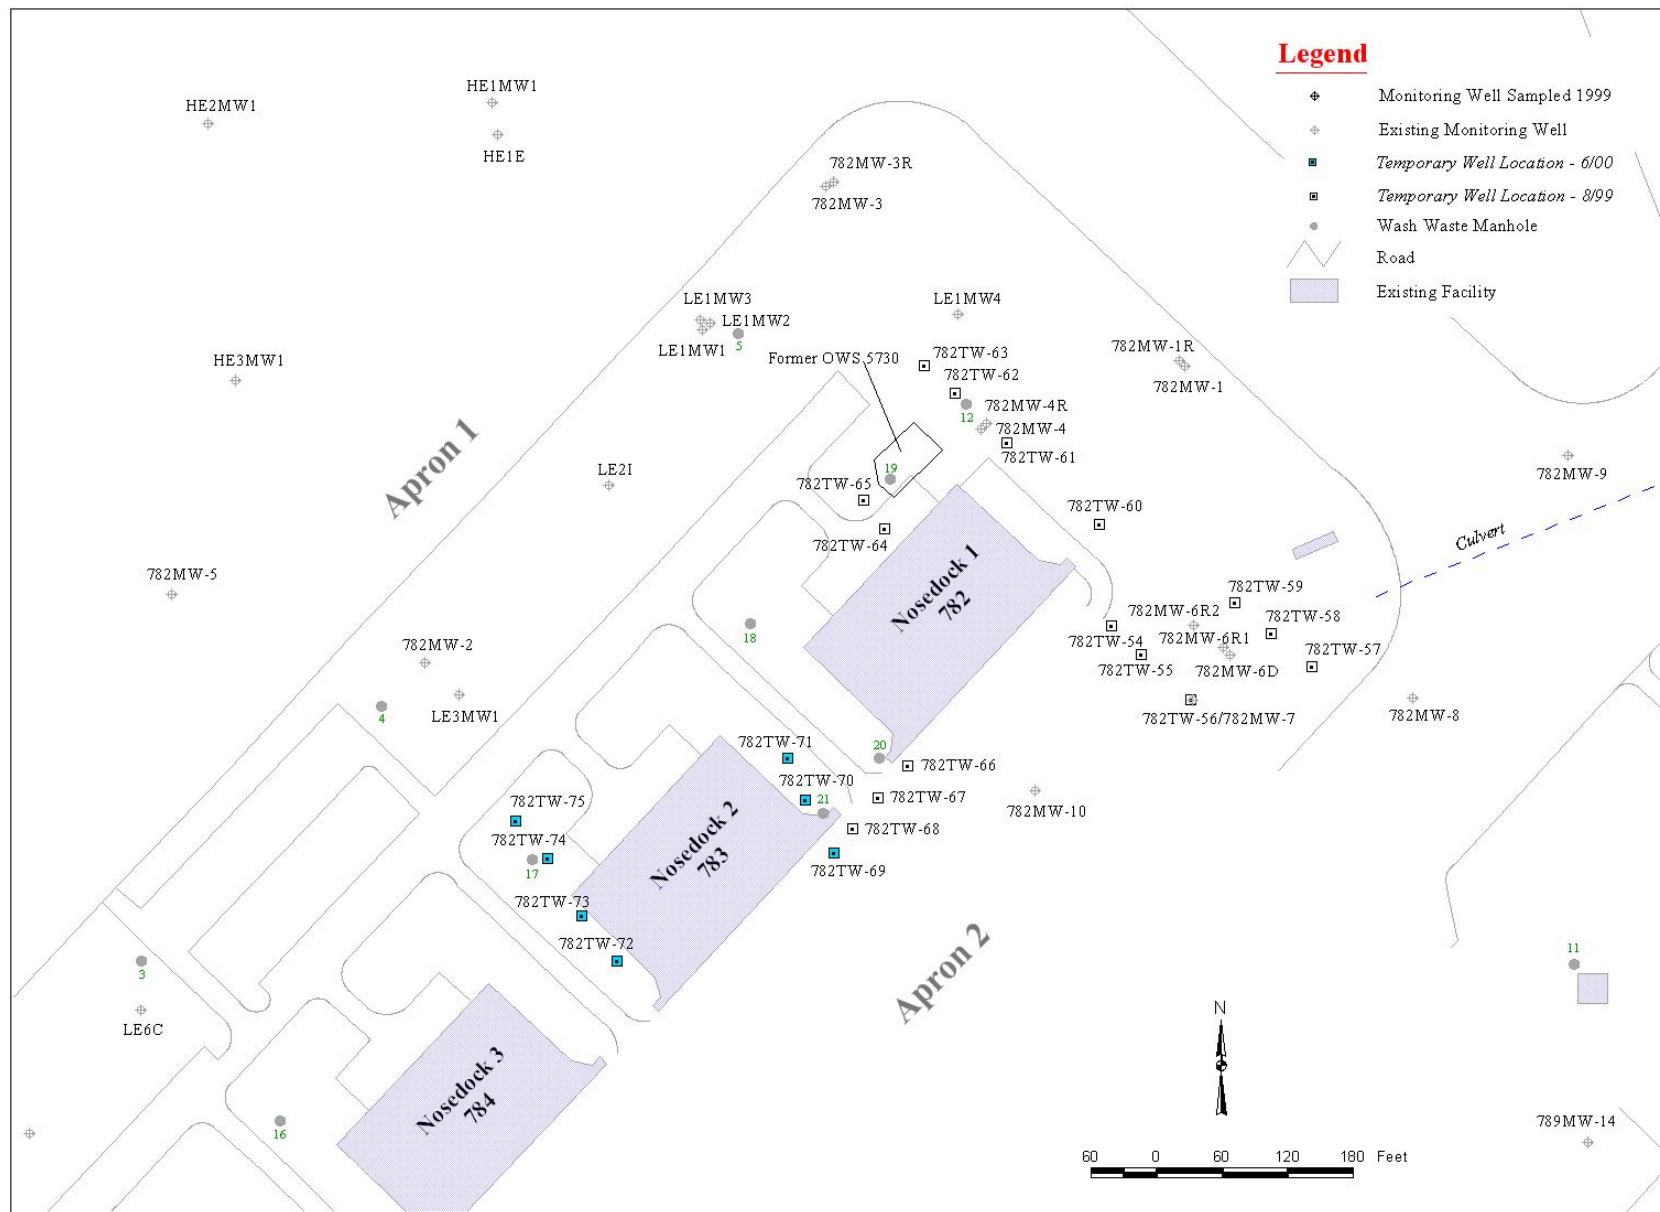 Legend
Monitoring Well Sampled 1999
Existing Monitoring Well
Temporary Well Location - 6/00
Temporary Well Location - 8/99
Wash Waste Manhole
Road
Existing Facility
HE1MW1
HE2MW1
HE1E
782MW-3R
782MW-3
LE1MW3
LE1MW4
LE1MW2
5
LE1MW1
782MW-1R
Former OWS 5730
782TW-63
HE3MW1
782TW-62
782MW-1
782MW-4R
12
782MW-4
782TW-61
Apron 1
LE2I
19
782MW-9
782TW-65
782TW-60
782TW-64
Culvert
782MW-5
Nosedock 1
782
782TW-59
782MW-6R2
782TW-58
18
782MW-6R1
782TW-54
782MW-2
782TW-57
782TW-55
782MW-6D
4
LE3MW1
782TW-56/782MW-7
782MW-8
782TW-71
20
782TW-66
782TW-70
782TW-75
21
782TW-67
782MW-10
782TW-74
782TW-68
Nosedock 2
783
17
782TW-69
782TW-73
782TW-72
Apron 2
11
3
LE6C
N
Nosedock 3
784
16
789MW-14
60 0 60 120 180 Feet